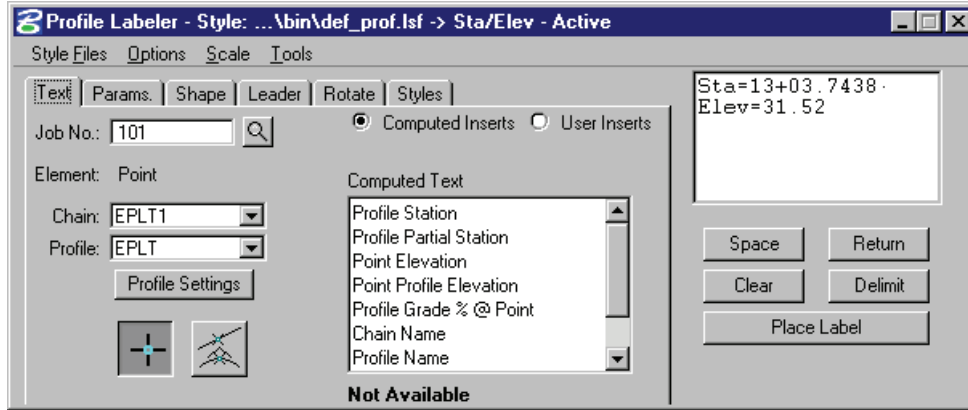 Profile Labeler - Style: ...\bin\def_prof.lsf -> Sta/Elev - Active
Style Files Options Scale Tools
Text Params. Shape Leader Rotate Styles
Job No.: 101
Computed Inserts User Inserts
Element: Point
Chain: EPLT1
Profile: EPLT
Profile Settings
Computed Text
Profile Station
Profile Partial Station
Point Elevation
Point Profile Elevation
Profile Grade % @ Point
Chain Name
Profile Name
Not Available
Sta=13+03.7438
Elev=31.52
Space Return
Clear Delimit
Place Label